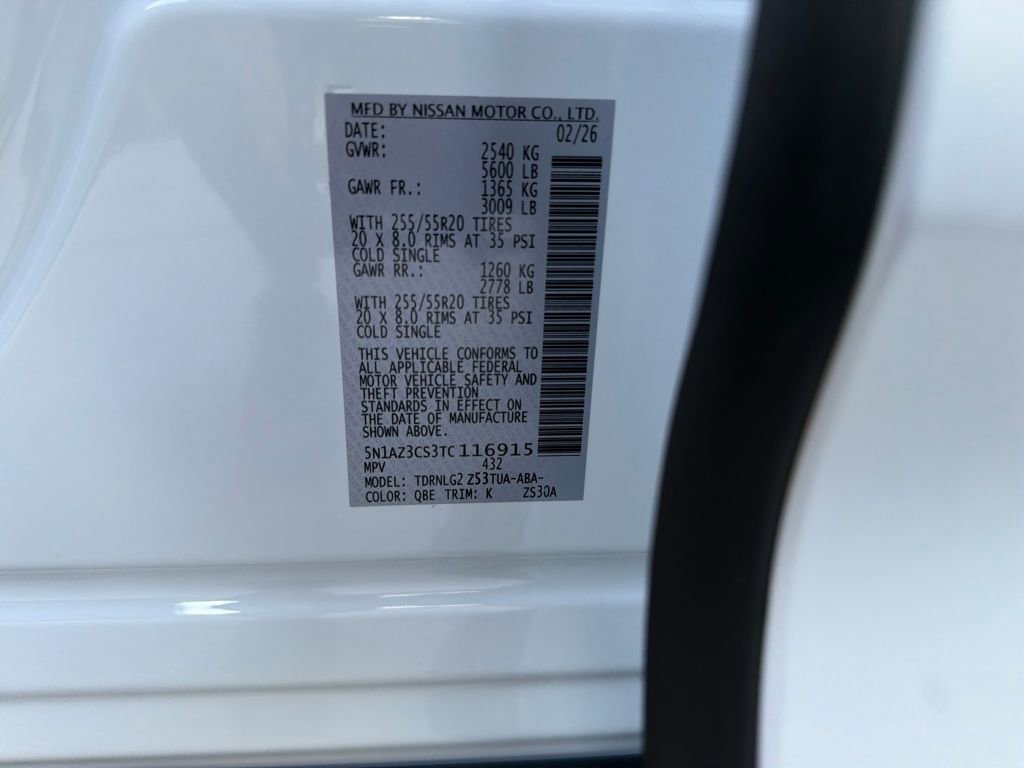 MFD BY NISSAN MOTOR CO., LTD.
DATE: 02/26
GVWR: 2540 KG
5600 LB
GAWR FR.: 1365 KG
3009 LB
WITH 255/55R20 TIRES
20 X 8.0 RIMS AT 35 PSI
COLD SINGLE
GAWR RR.: 1260 KG
2778 LB
WITH 255/55R20 TIRES
20 X 8.0 RIMS AT 35 PSI
COLD SINGLE
THIS VEHICLE CONFORMS TO
ALL APPLICABLE FEDERAL
MOTOR VEHICLE SAFETY AND
THEFT PREVENTION
STANDARDS IN EFFECT ON
THE DATE OF MANUFACTURE
SHOWN ABOVE.
5N1AZ3CS3TC116915
MPV 432
MODEL: TDRNLG2 Z53TUA-ABA-
COLOR: QBE TRIM: K ZS30A